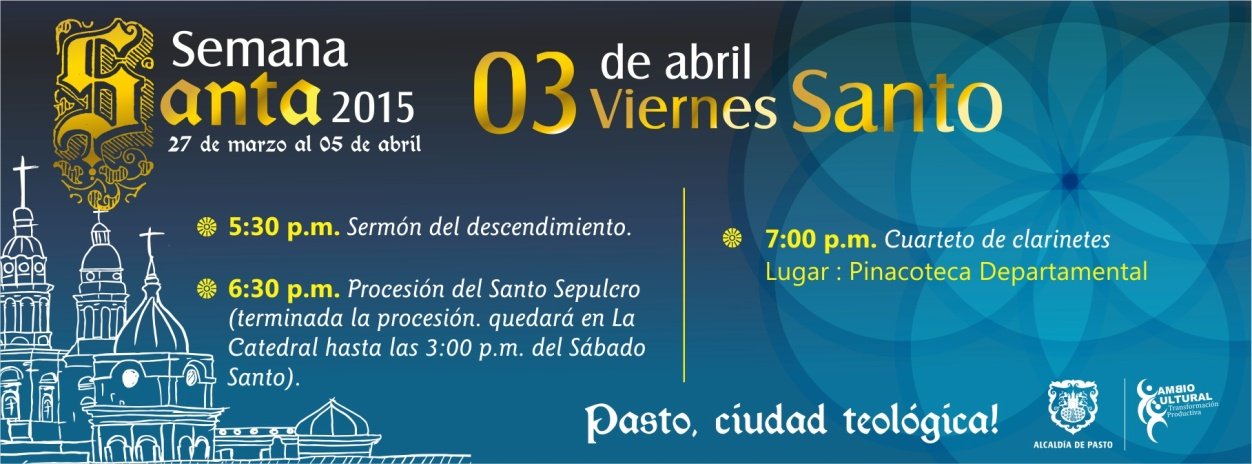 Semana
Santa 2015
27 de marzo al 05 de abril
03 de abril
Viernes Santo
5:30 p.m. Sermón del descendimiento.
6:30 p.m. Procesión del Santo Sepulcro
(terminada la procesión. quedará en La
Catedral hasta las 3:00 p.m. del Sábado
Santo).
7:00 p.m. Cuarteto de clarinetes
Lugar : Pinacoteca Departamental
Pasto, ciudad teológica!
ALCALDÍA DE PASTO
CAMBIO
CULTURAL
Transformación
Productiva